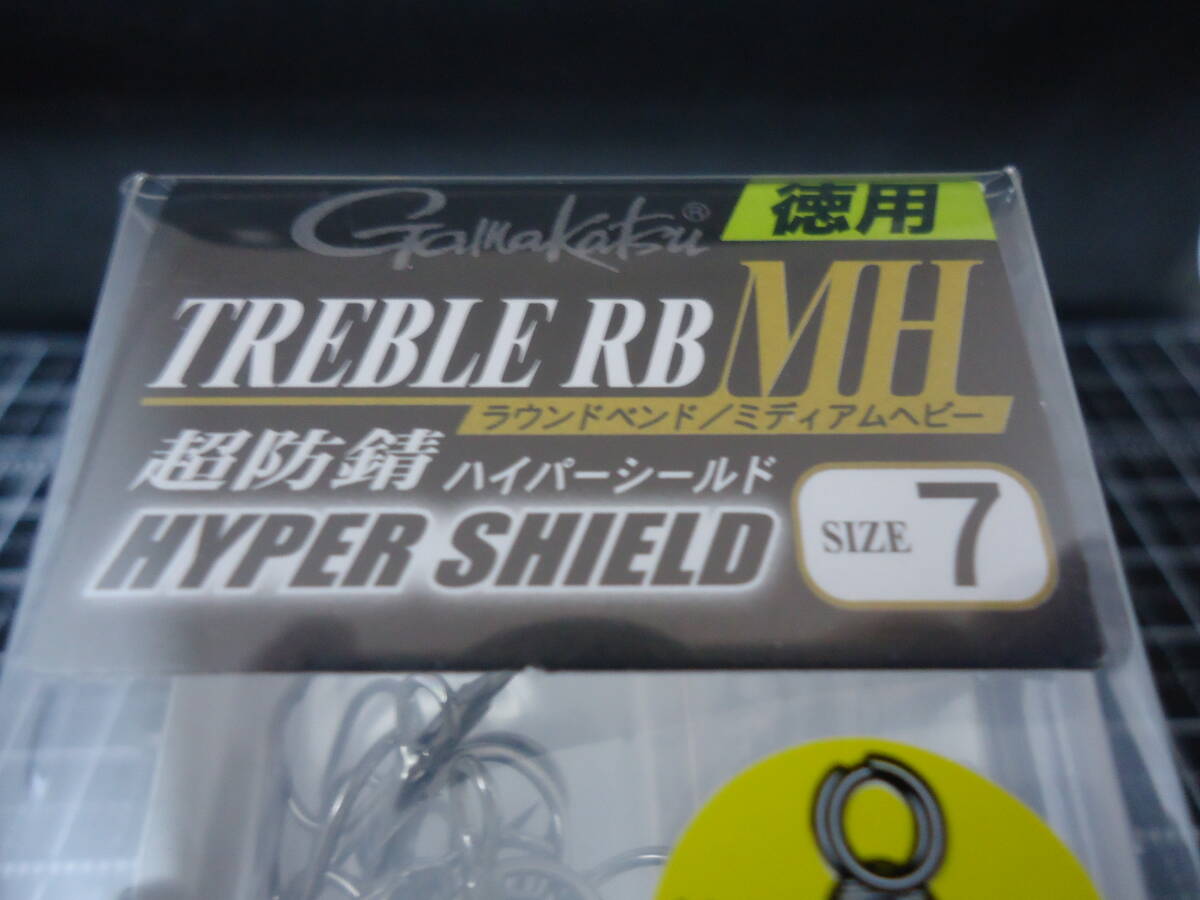 Gamakatsu®
徳用
TREBLE RB MH
ラウンドベンド/ミディアムヘビー
超防錆 ハイパーシールド
HYPER SHIELD
SIZE 7